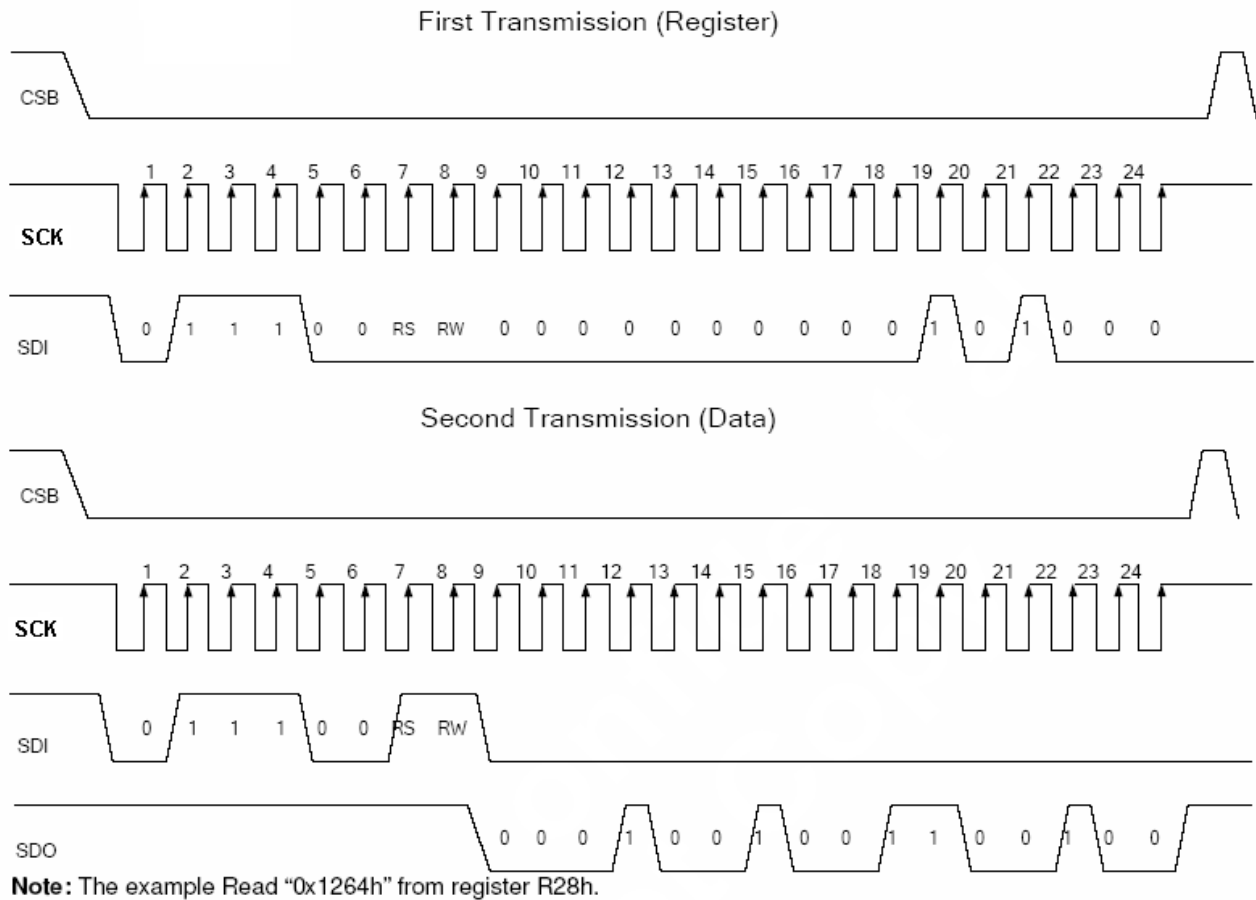 First Transmission (Register)
CSB
1 2 3 4 5 6 7 8 9 10 11 12 13 14 15 16 17 18 19 20 21 22 23 24
SCK
0 1 1 1 0 0 RS RW 0 0 0 0 0 0 0 0 0 0 1 0 1 0 0 0
SDI
Second Transmission (Data)
CSB
1 2 3 4 5 6 7 8 9 10 11 12 13 14 15 16 17 18 19 20 21 22 23 24
SCK
0 1 1 1 0 0 RS RW
SDI
0 0 0 1 0 0 1 0 0 1 1 0 0 1 0 0
SDO
Note: The example Read “0x1264h” from register R28h.